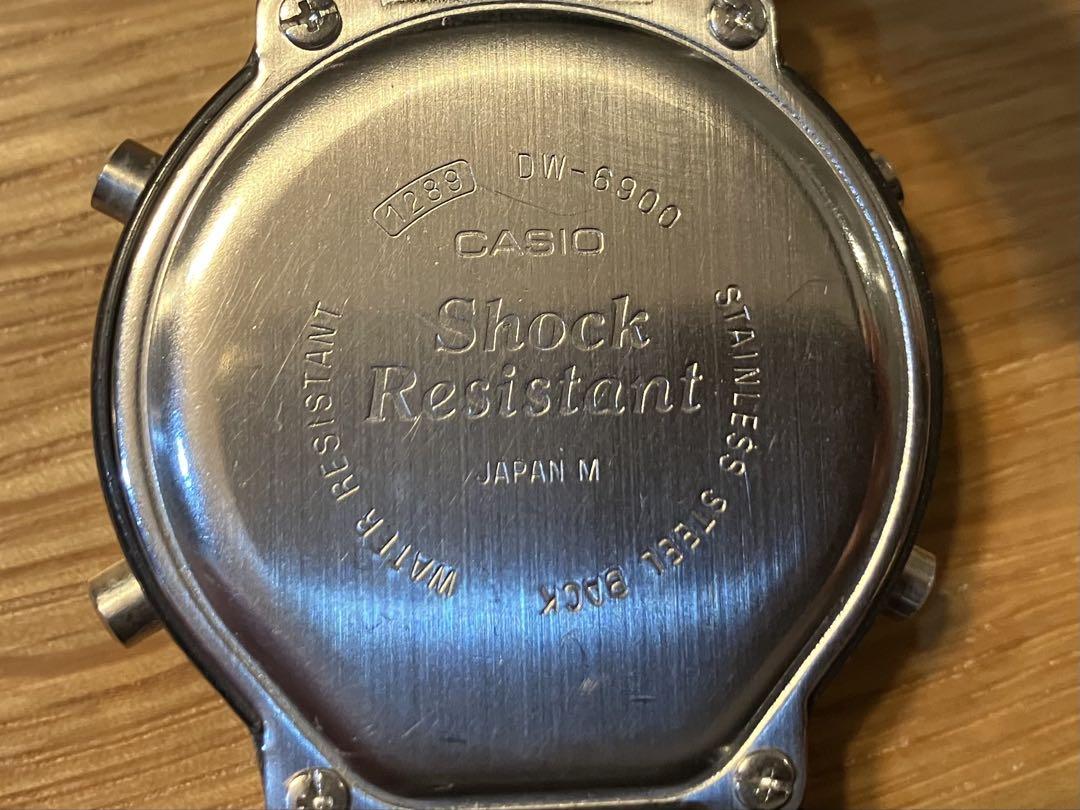 1289 DW-6900
CASIO
Shock
Resistant
JAPAN M
WATER RESISTANT
STAINLESS STEEL BACK